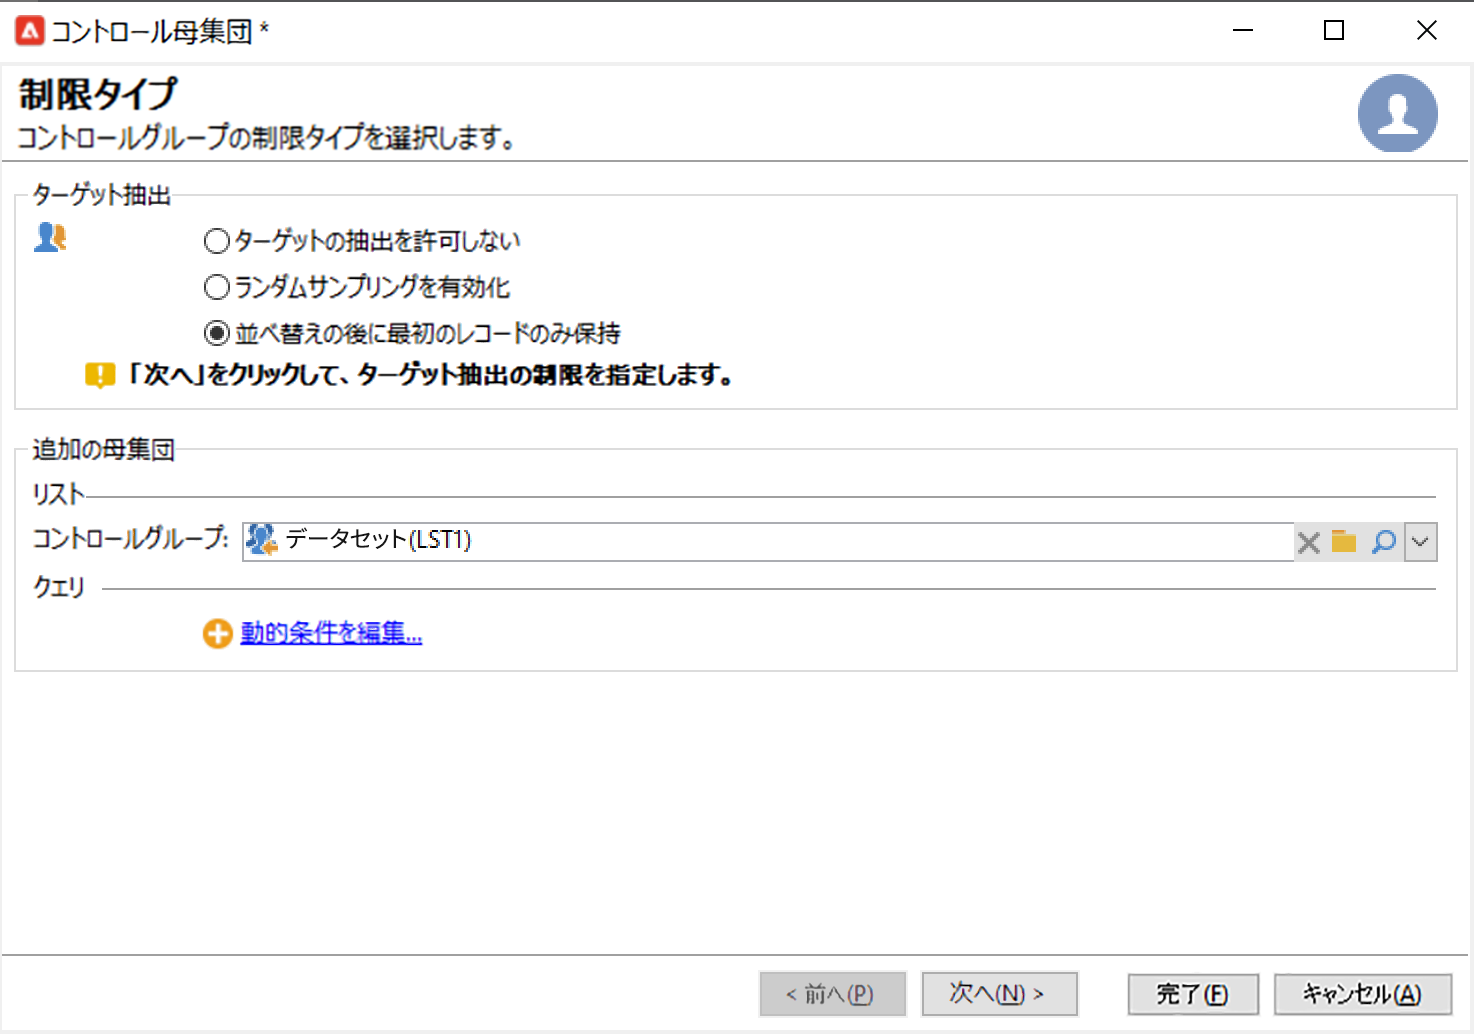 コントロール母集団 *
制限タイプ
コントロールグループの制限タイプを選択します。
ターゲット抽出
ターゲットの抽出を許可しない
ランダムサンプリングを有効化
並べ替えの後に最初のレコードのみ保持
「次へ」をクリックして、ターゲット抽出の制限を指定します。
追加の母集団
リスト
コントロールグループ: データセット(LST1)
クェリ
動的条件を編集...
< 前へ(P) 次へ(N) > 完了(F) キャンセル(A)